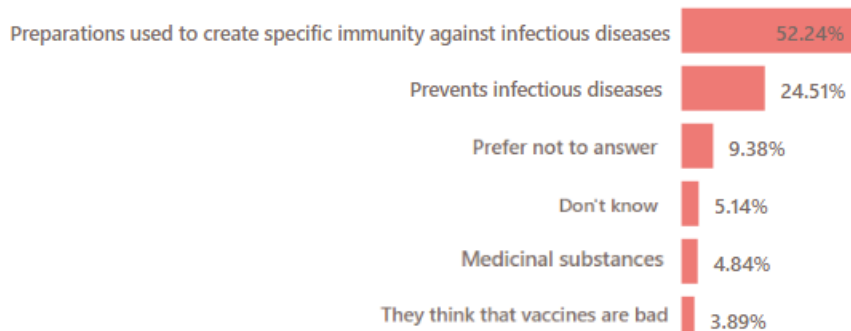 Preparations used to create specific immunity against infectious diseases 52.24%
Prevents infectious diseases 24.51%
Prefer not to answer 9.38%
Don't know 5.14%
Medicinal substances 4.84%
They think that vaccines are bad 3.89%